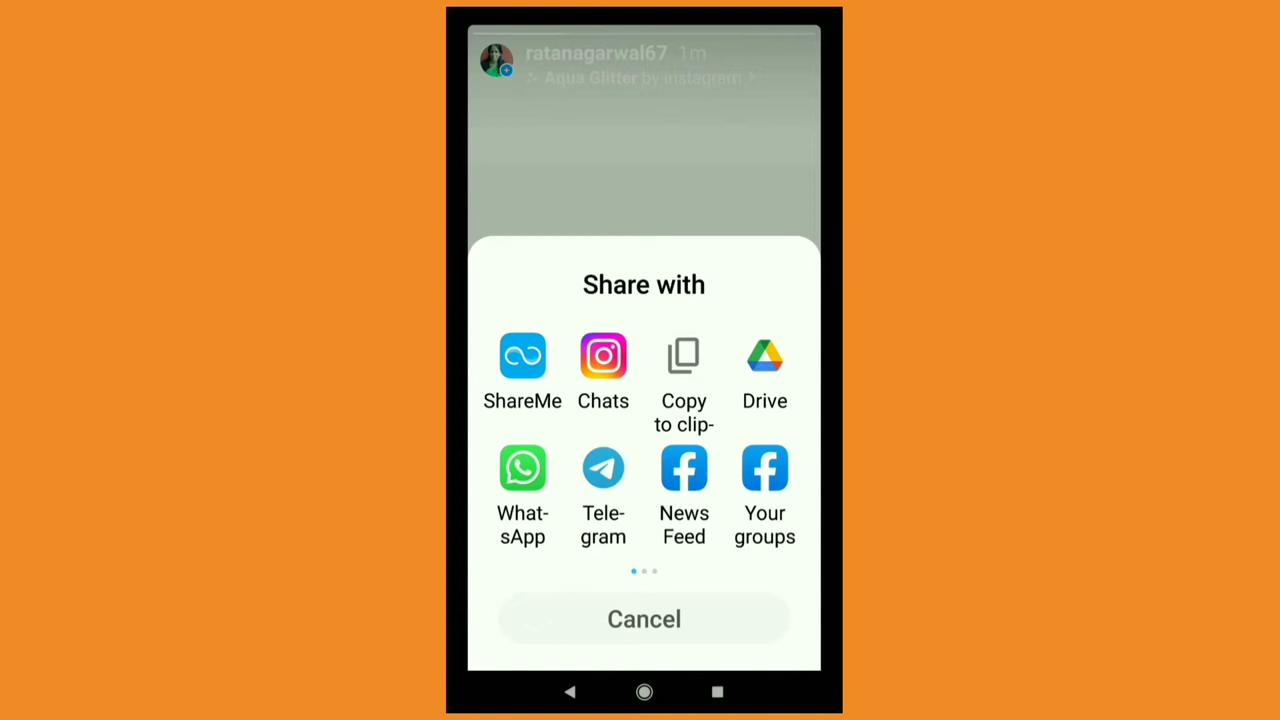 ratanagarwal67 1m
Aqua Glitter by instagram >
Share with
ShareMe Chats Copy to clip- Drive
What- sApp Tele- gram News Feed Your groups
Cancel